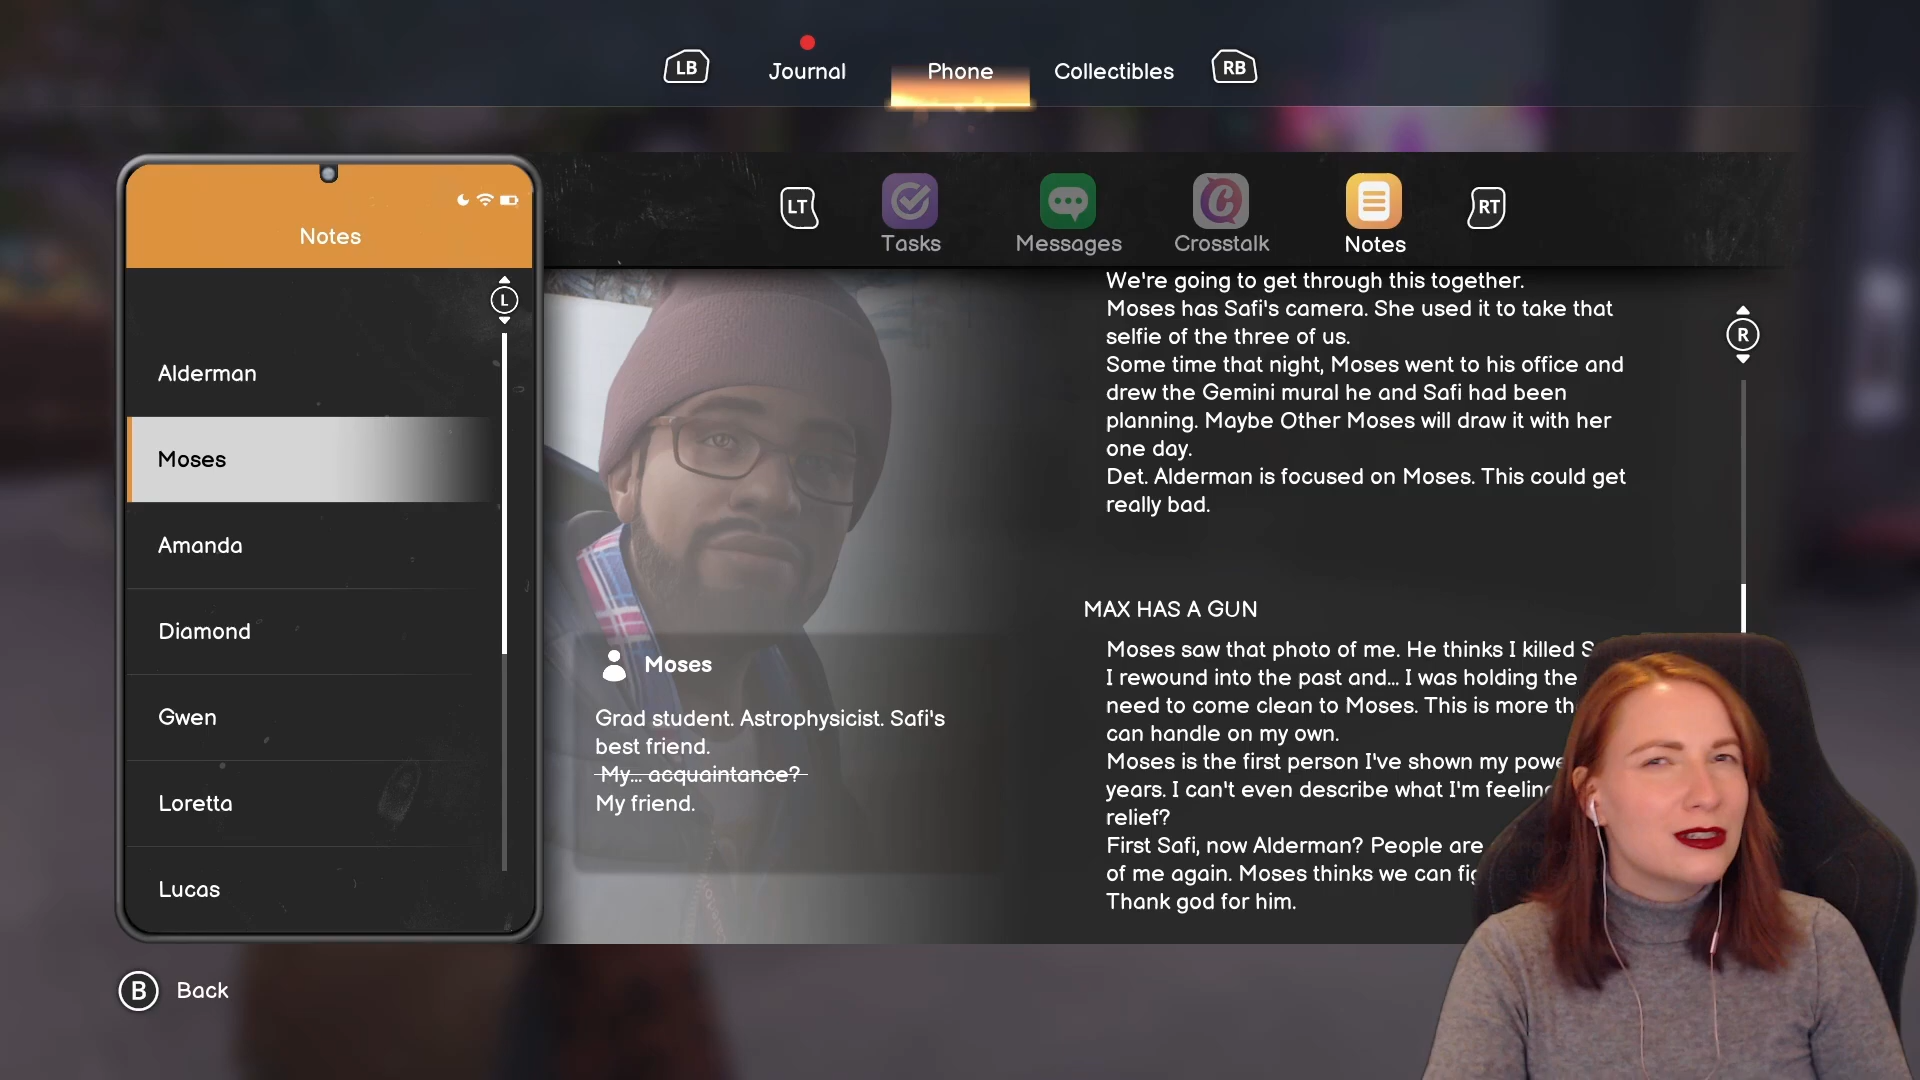 LB
Journal
Phone
Collectibles
RB
Notes
LT
Tasks
Messages
Crosstalk
Notes
RT
L
Alderman
Moses
Amanda
Diamond
Gwen
Loretta
Lucas
Moses
Grad student. Astrophysicist. Safi's
best friend.
My... acquaintance?
My friend.
R
We're going to get through this together.
Moses has Safi's camera. She used it to take that
selfie of the three of us.
Some time that night, Moses went to his office and
drew the Gemini mural he and Safi had been
planning. Maybe Other Moses will draw it with her
one day.
Det. Alderman is focused on Moses. This could get
really bad.
MAX HAS A GUN
Moses saw that photo of me. He thinks I killed
I rewound into the past and... I was holding the
need to come clean to Moses. This is more
can handle on my own.
Moses is the first person I've shown my
years. I can't even describe what I'm
relief?
First Safi, now Alderman? People are
of me again. Moses thinks we can
Thank god for him.
B Back